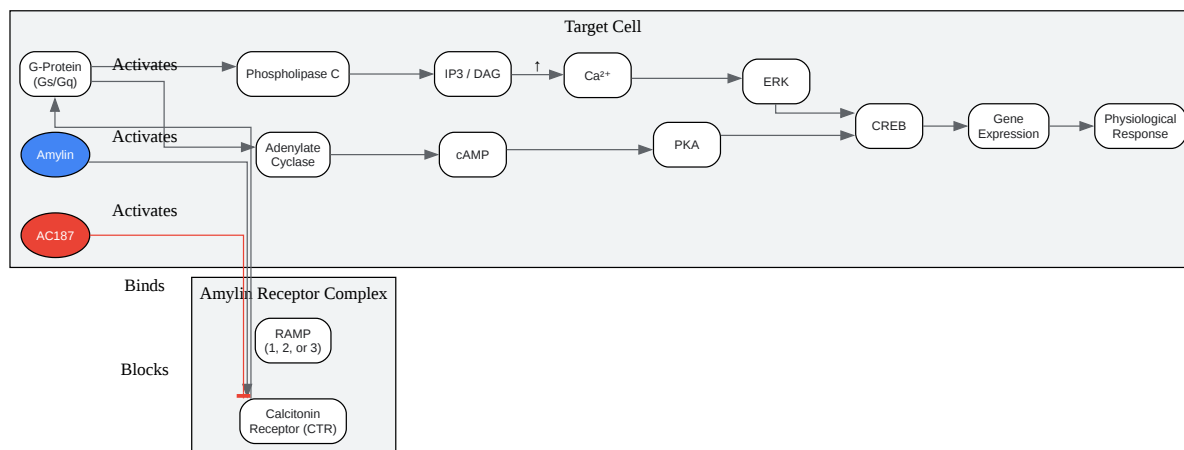 Target Cell
G-Protein
(Gs/Gq)
Activates
Phospholipase C
IP3 / DAG
↑
Ca²⁺
ERK
Amylin
Activates
Adenylate
Cyclase
cAMP
PKA
CREB
Gene
Expression
Physiological
Response
Activates
AC187
Binds
Amylin Receptor Complex
RAMP
(1, 2, or 3)
Blocks
Calcitonin
Receptor (CTR)